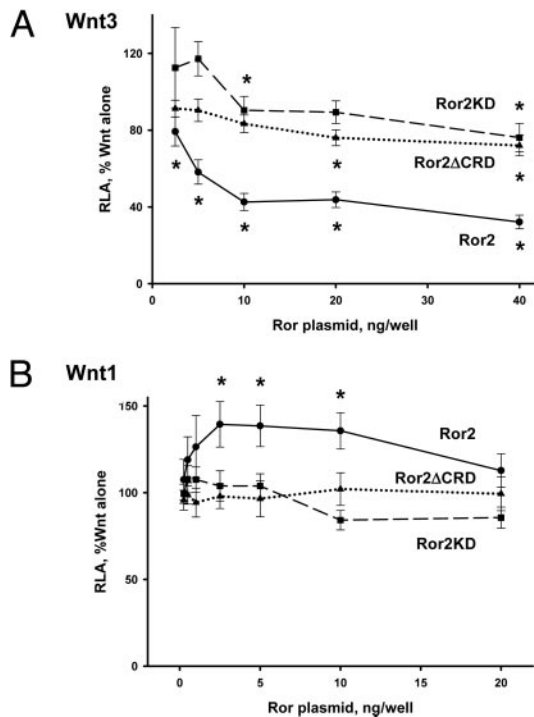 A Wnt3
120
80
40
0
RLA, % Wnt alone
* * * * * * * * *
Ror2KD
Ror2ΔCRD
Ror2
0 10 20 30 40
Ror plasmid, ng/well
B Wnt1
150
100
50
0
RLA, %Wnt alone
* * *
Ror2
Ror2ΔCRD
Ror2KD
0 5 10 20
Ror plasmid, ng/well